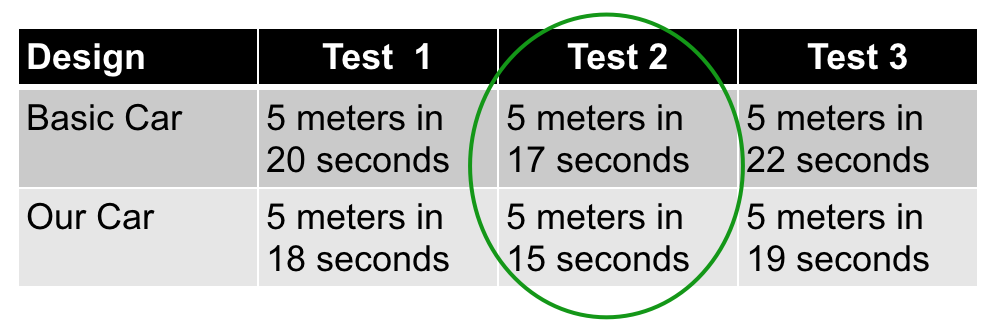 Design Test 1 Test 2 Test 3
Basic Car 5 meters in 5 meters in 5 meters in
20 seconds 17 seconds 22 seconds
Our Car 5 meters in 5 meters in 5 meters in
18 seconds 15 seconds 19 seconds